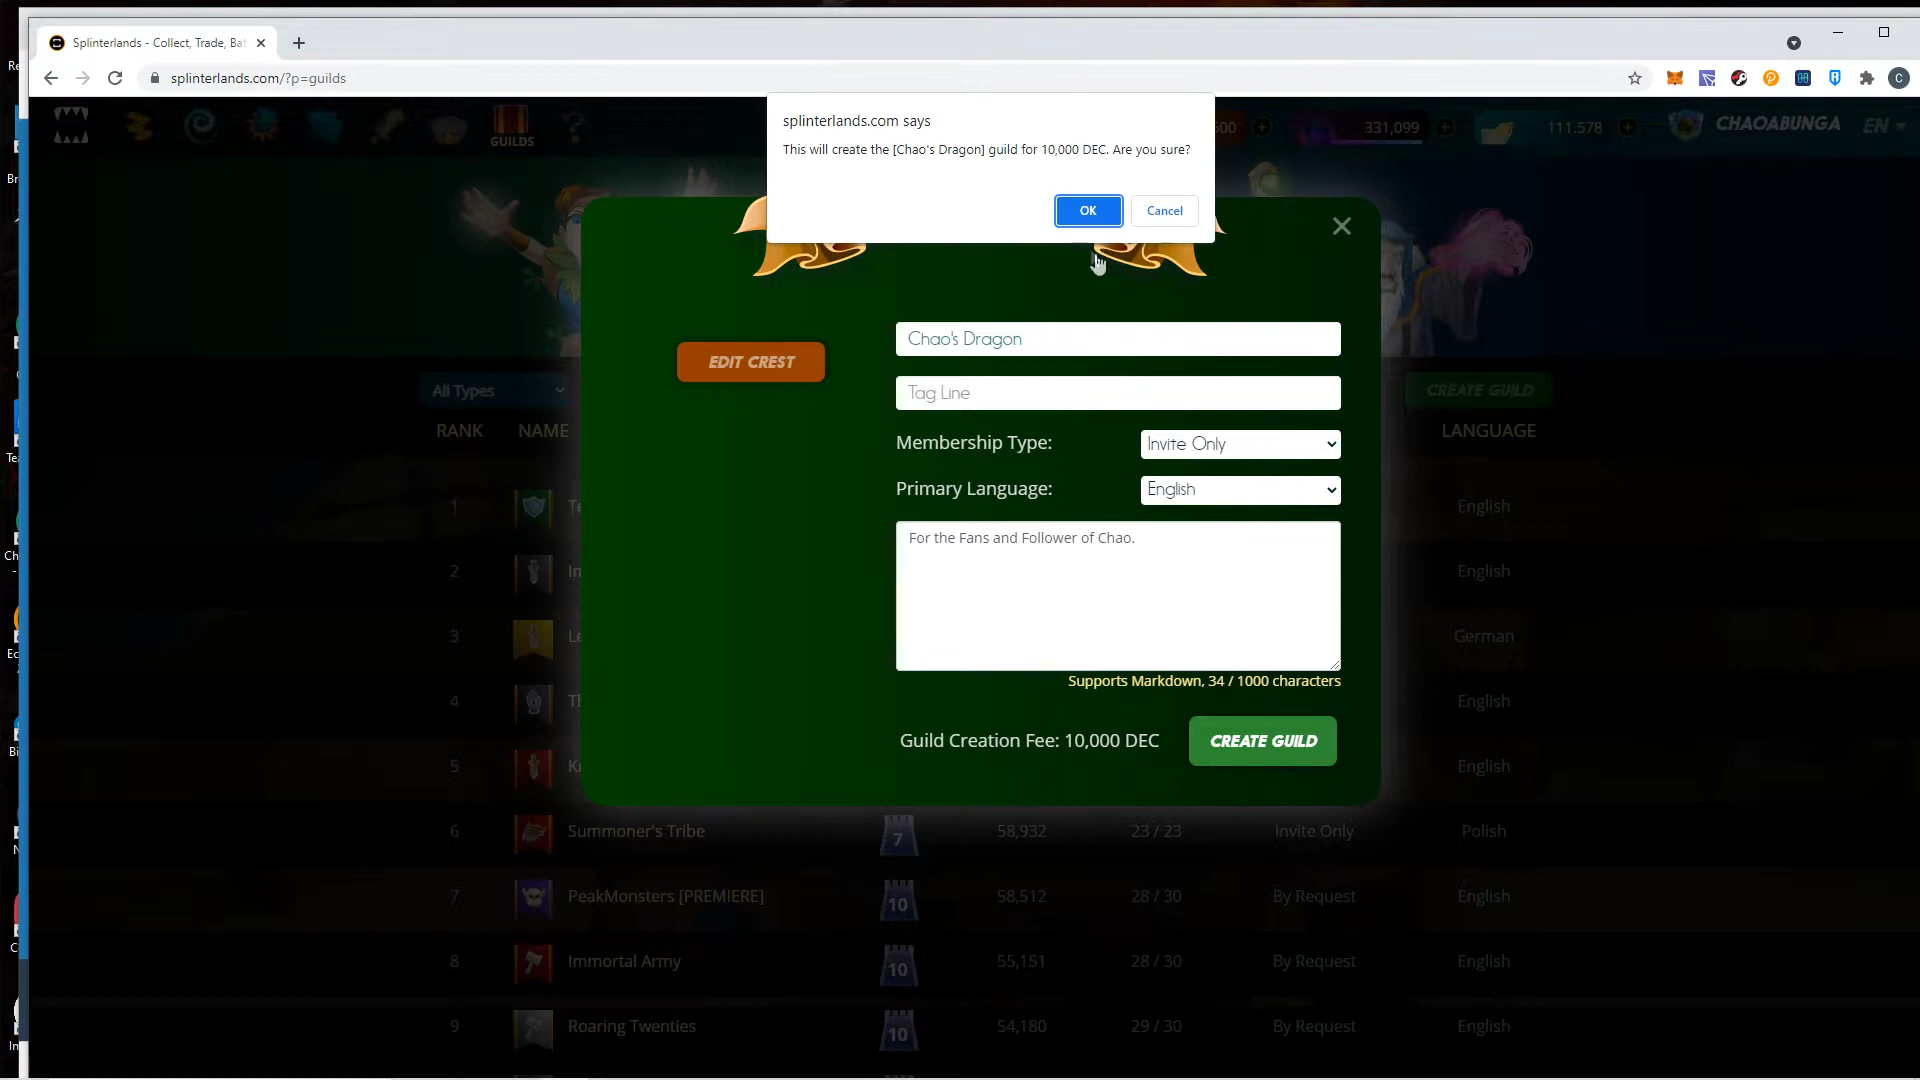 Splinterlands - Collect, Trade, Bat
splinterlands.com/?p=guilds
C
GUILDS
331,099
111.578
CHAOABUNGA
EN
splinterlands.com says
This will create the [Chao's Dragon] guild for 10,000 DEC. Are you sure?
OK
Cancel
Chao's Dragon
EDIT CREST
Tag Line
All Types
CREATE GUILD
RANK
NAME
LANGUAGE
Membership Type:
Invite Only
Primary Language:
English
For the Fans and Follower of Chao.
Supports Markdown, 34 / 1000 characters
Guild Creation Fee: 10,000 DEC
CREATE GUILD
1
English
2
English
3
German
4
English
5
English
6
Summoner's Tribe
7
58,932
23 / 23
Invite Only
Polish
7
PeakMonsters [PREMIERE]
10
58,512
28 / 30
By Request
English
8
Immortal Army
10
55,151
28 / 30
By Request
English
9
Roaring Twenties
10
54,180
29 / 30
By Request
English